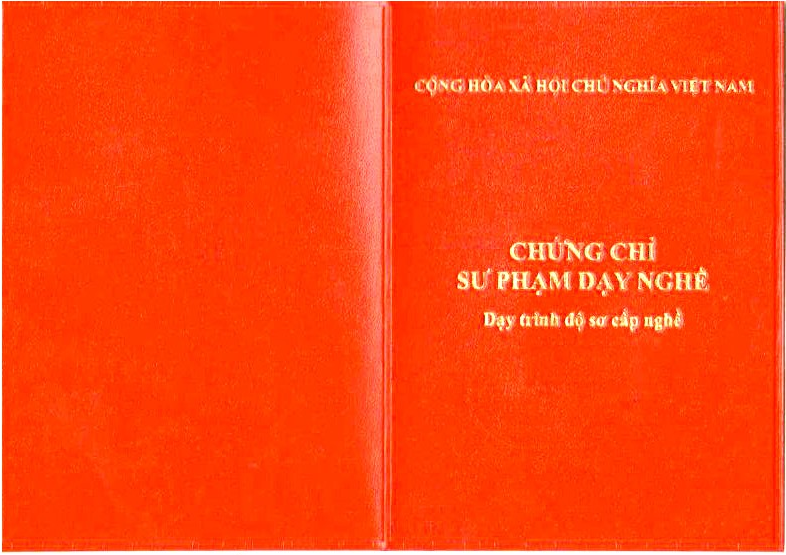 CỘNG HÒA XÃ HỘI CHỦ NGHĨA VIỆT NAM
CHỨNG CHỈ
SƯ PHẠM DẠY NGHỀ
Dạy trình độ sơ cấp nghề